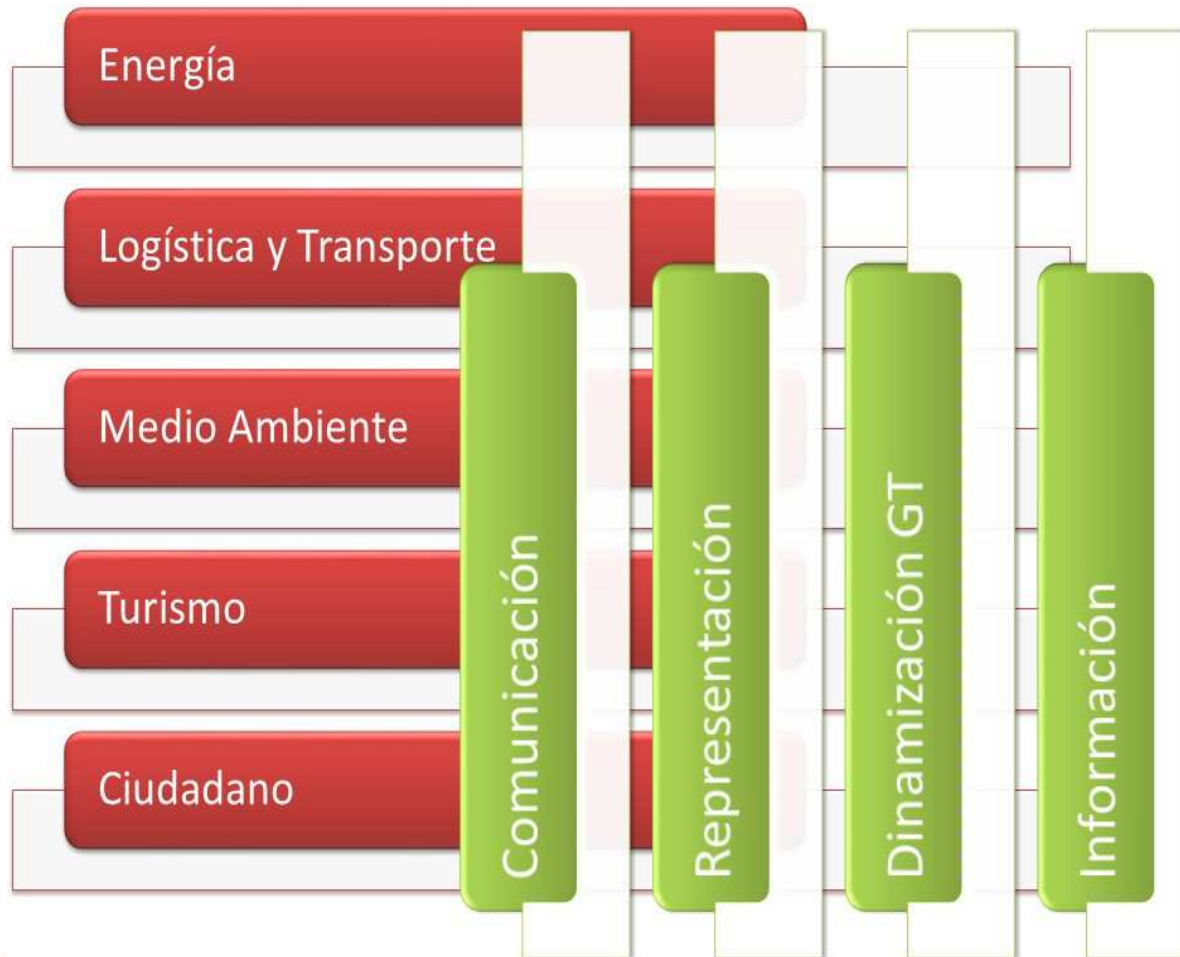 Energía
Logística y Transporte
Medio Ambiente
Turismo
Ciudadano
Comunicación
Representación
Dinamización GT
Información